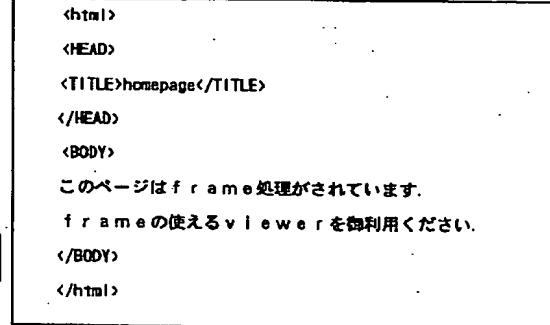 <html>
<HEAD>
<TITLE>homepage</TITLE>
</HEAD>
<BODY>
このページはｆｒａｍｅ処理がされています.
ｆｒａｍｅの使えるｖｉｅｗｅｒを御利用ください.
</BODY>
</html>